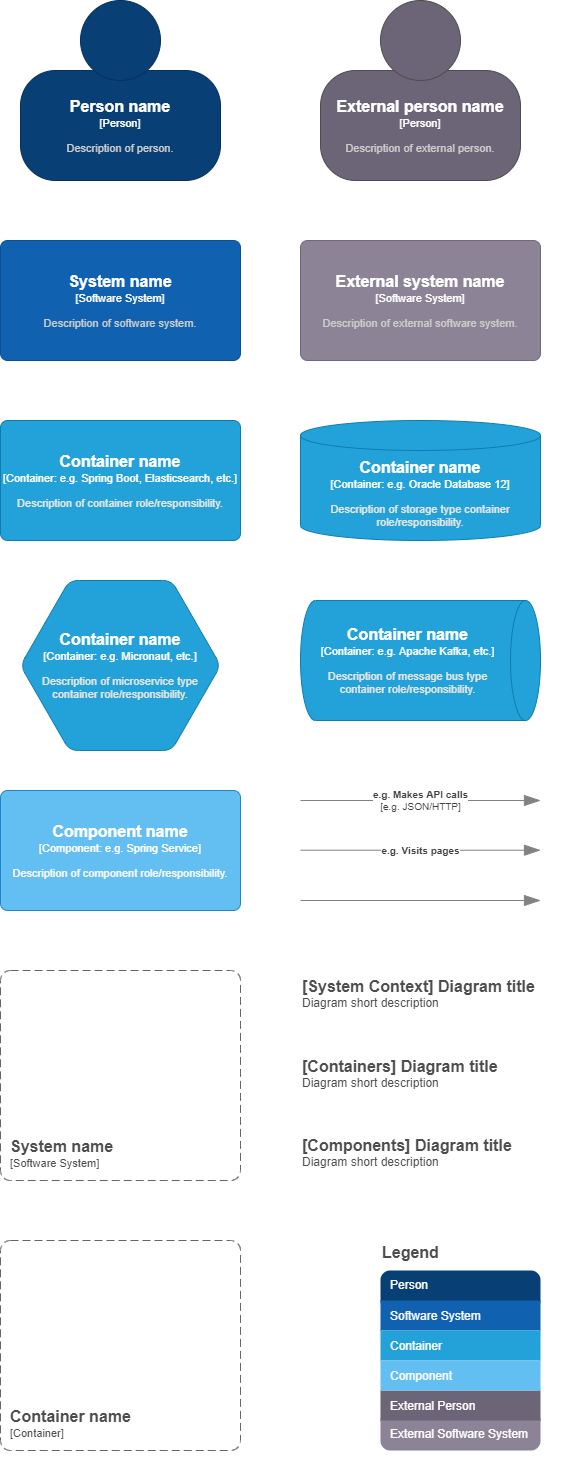 Person name
[Person]
Description of person.
External person name
[Person]
Description of external person.
System name
[Software System]
Description of software system.
External system name
[Software System]
Description of external software system.
Container name
[Container: e.g. Spring Boot, Elasticsearch, etc.]
Description of container role/responsibility.
Container name
[Container: e.g. Oracle Database 12]
Description of storage type container
role/responsibility.
Container name
[Container: e.g. Micronaut, etc.]
Description of microservice type
container role/responsibility.
Container name
[Container: e.g. Apache Kafka, etc.]
Description of message bus type
container role/responsibility.
Component name
[Component: e.g. Spring Service]
Description of component role/responsibility.
e.g. Makes API calls
[e.g. JSON/HTTP]
e.g. Visits pages
System name
[Software System]
[System Context] Diagram title
Diagram short description
[Containers] Diagram title
Diagram short description
[Components] Diagram title
Diagram short description
Container name
[Container]
Legend
Person
Software System
Container
Component
External Person
External Software System